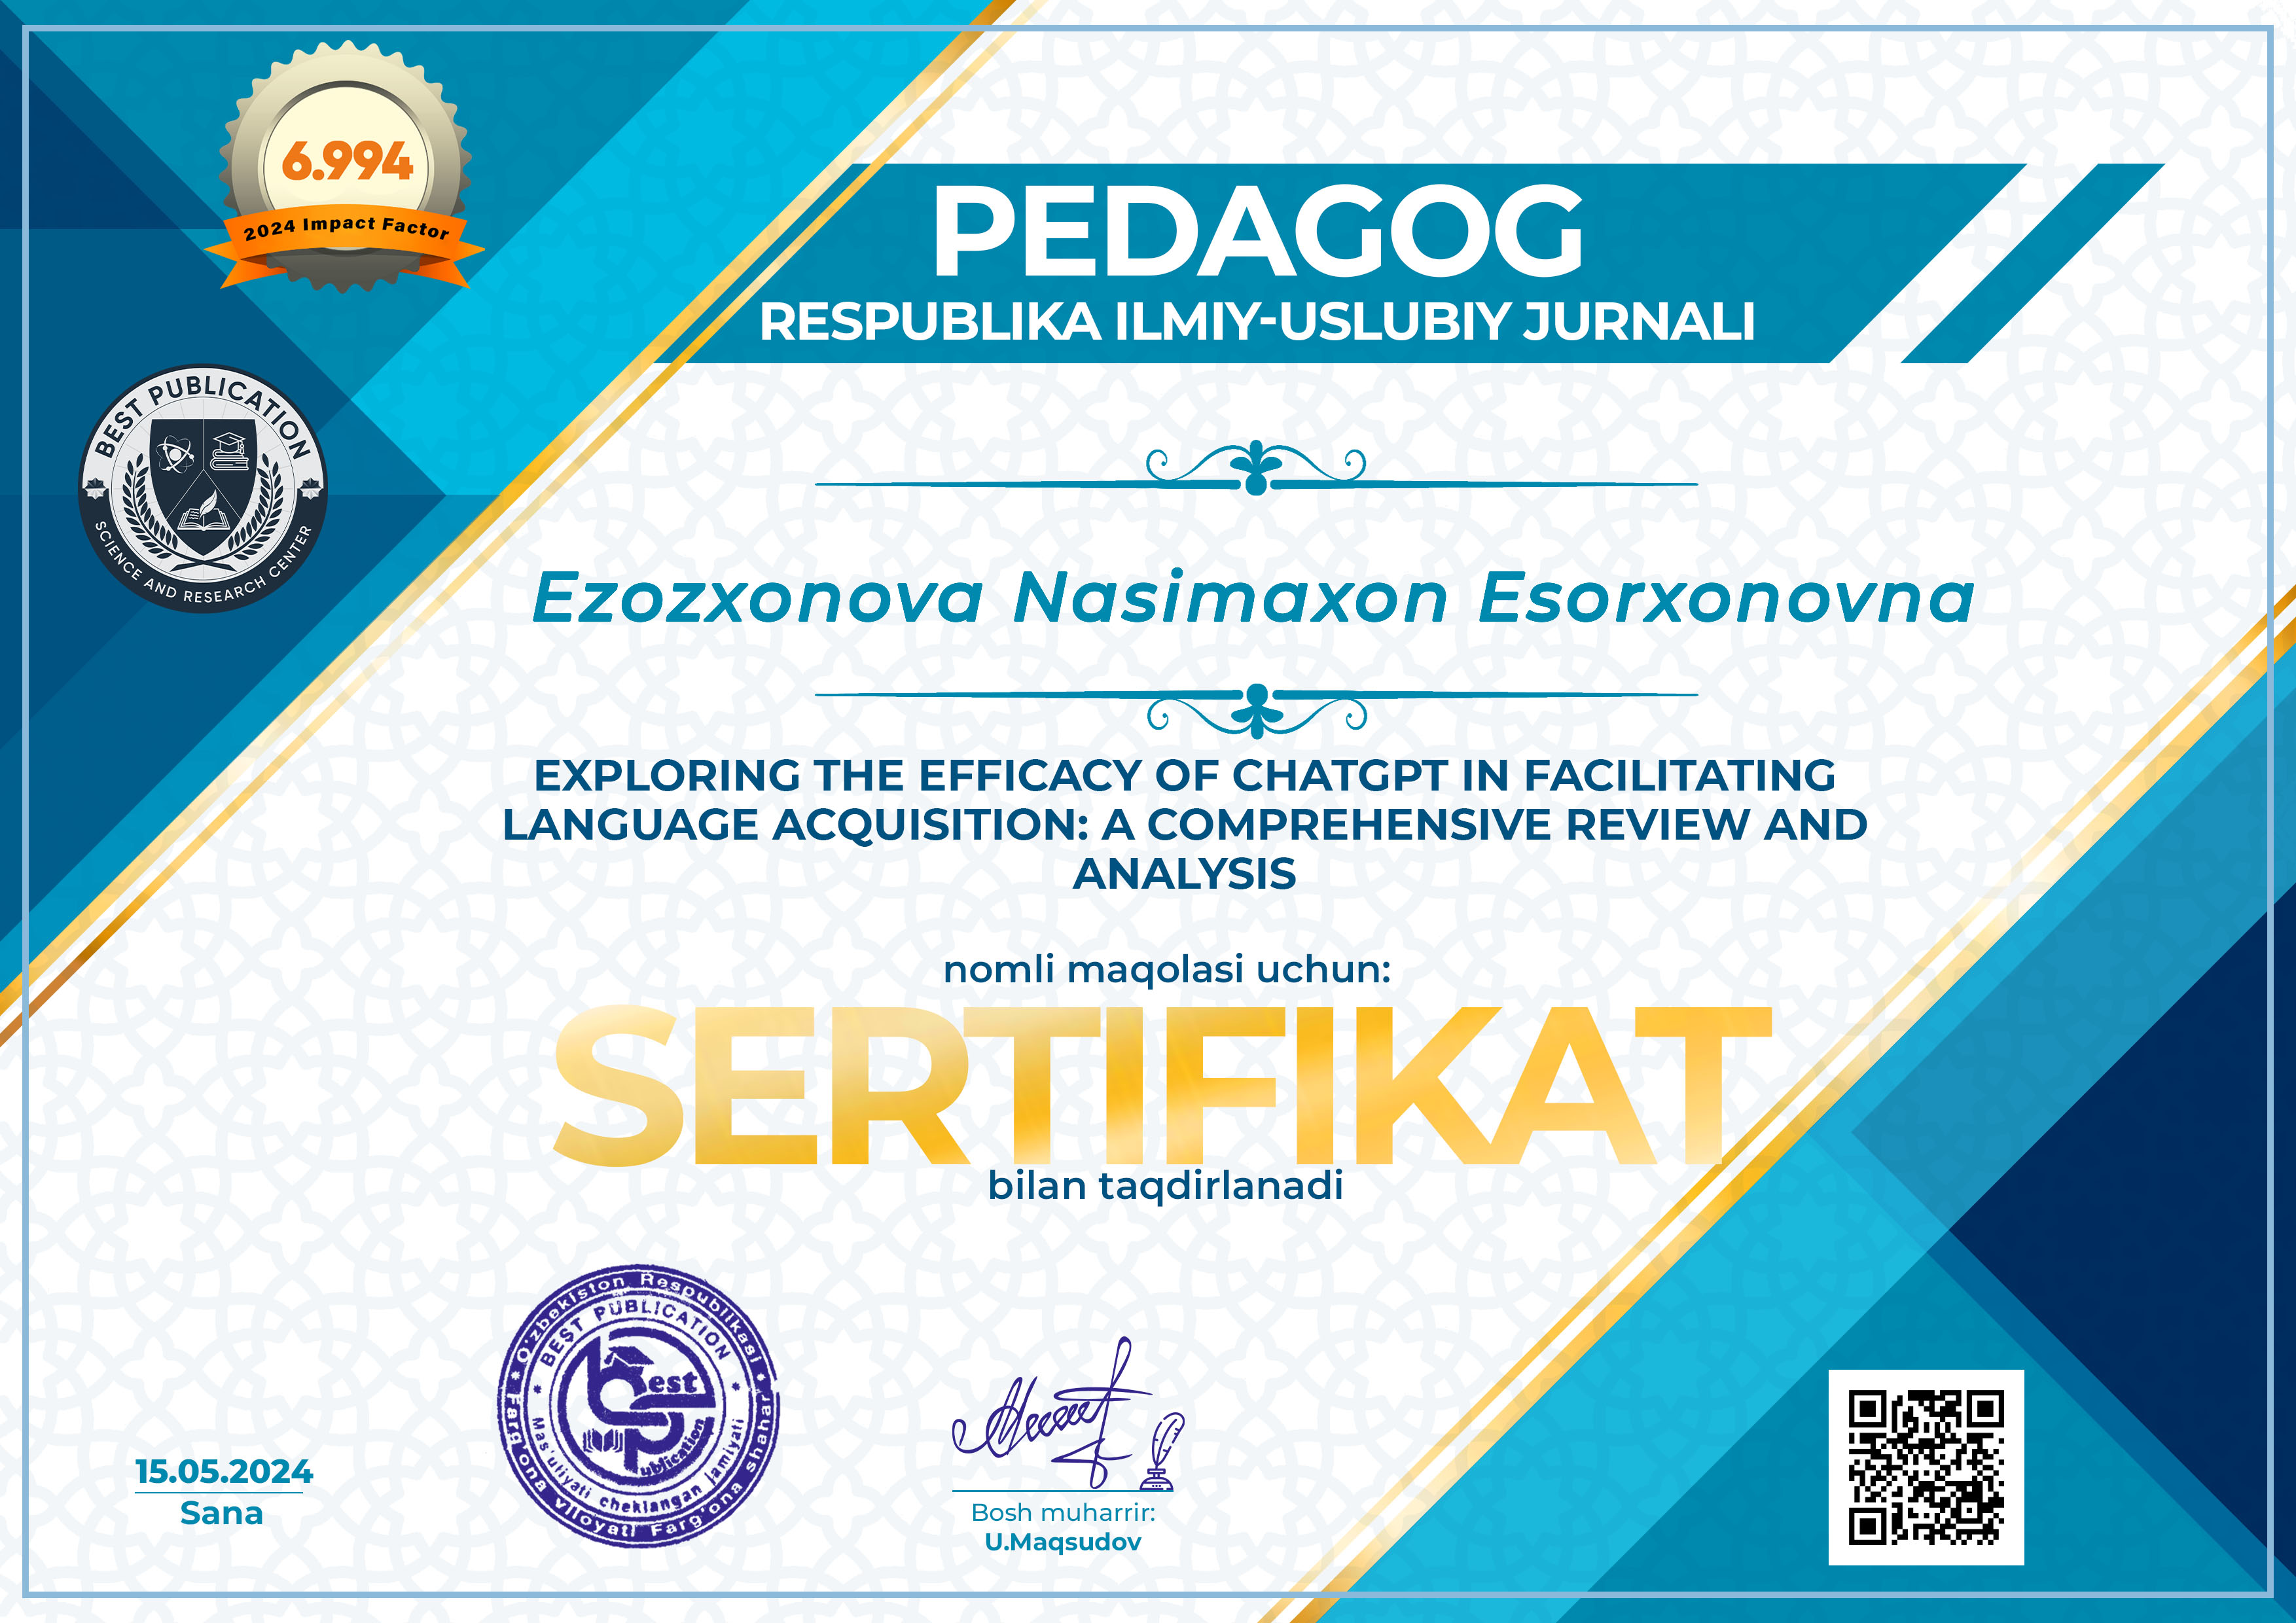 6.994
2024 Impact Factor
PEDAGOG
RESPUBLIKA ILMIY-USLUBIY JURNALI
BEST PUBLICATION
SCIENCE AND RESEARCH CENTER
Ezozxonova Nasimaxon Esorxonovna
EXPLORING THE EFFICACY OF CHATGPT IN FACILITATING
LANGUAGE ACQUISITION: A COMPREHENSIVE REVIEW AND
ANALYSIS
nomli maqolasi uchun:
SERTIFIKAT
bilan taqdirlanadi
O'zbekiston Respublikasi
Farg'ona viloyati Farg'ona shahar
BEST PUBLICATION
Mas'uliyati cheklangan jamiyati
best
publication
15.05.2024
Sana
Bosh muharrir:
U.Maqsudov